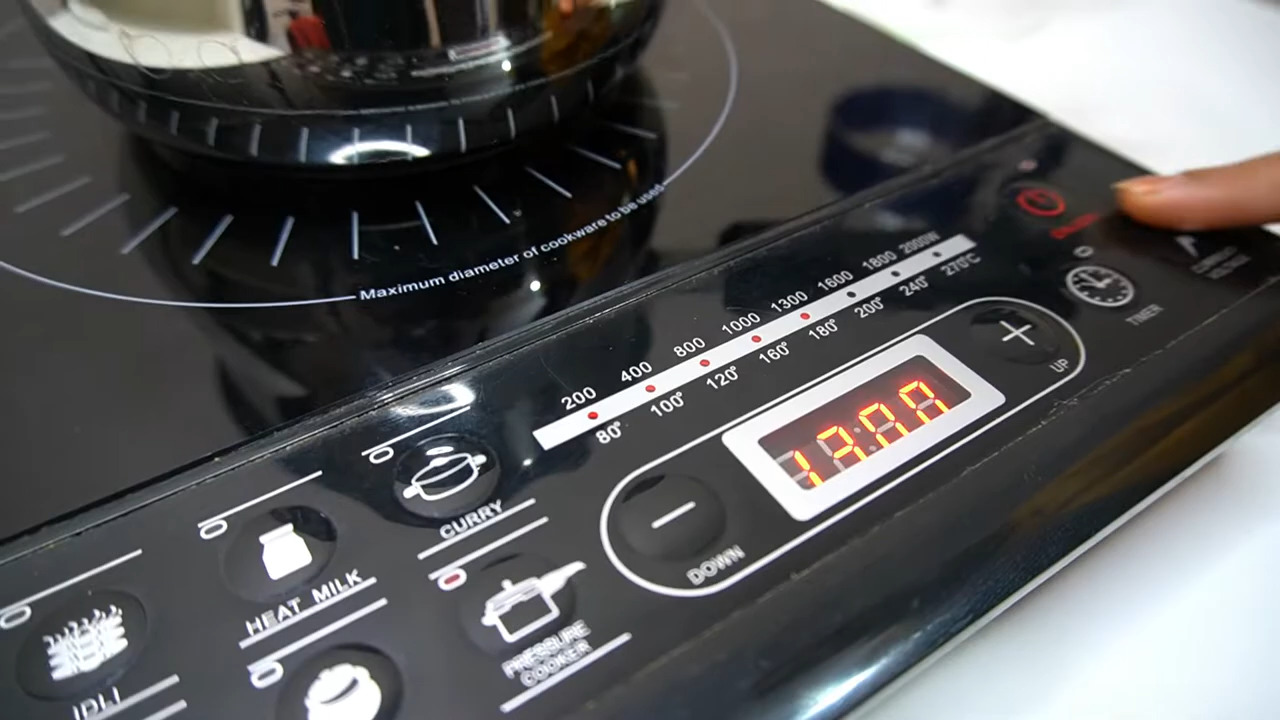 Maximum diameter of cookware to be used
200 400 800 1000 1300 1600 1800 2000W
80° 100° 120° 160° 180° 200° 240° 270°C
TIMER
UP
DOWN
CURRY
HEAT MILK
PRESSURE
COOKER
IDLI